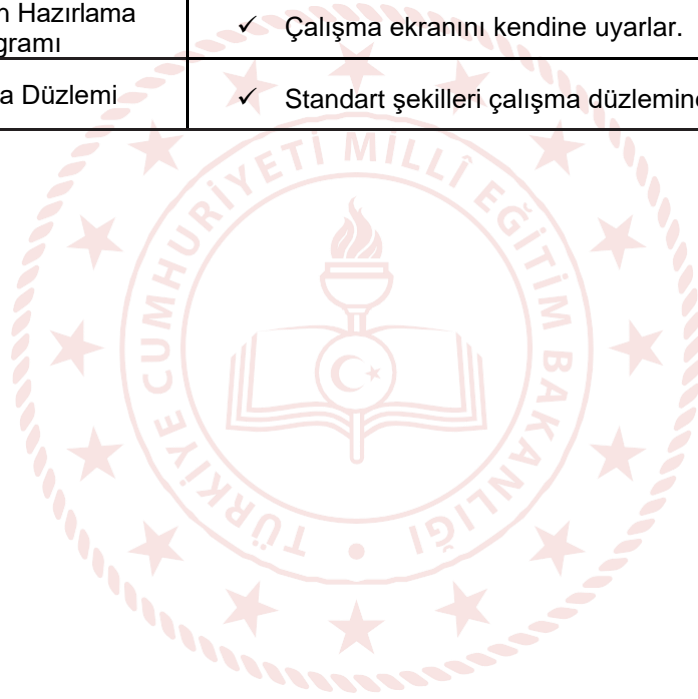 n Hazırlama
gramı
✓ Çalışma ekranını kendine uyarlar.
a Düzlemi
✓ Standart şekilleri çalışma düzlemin
TÜRKİYE CUMHURİYETİ MİLLÎ EĞİTİM BAKANLIĞI